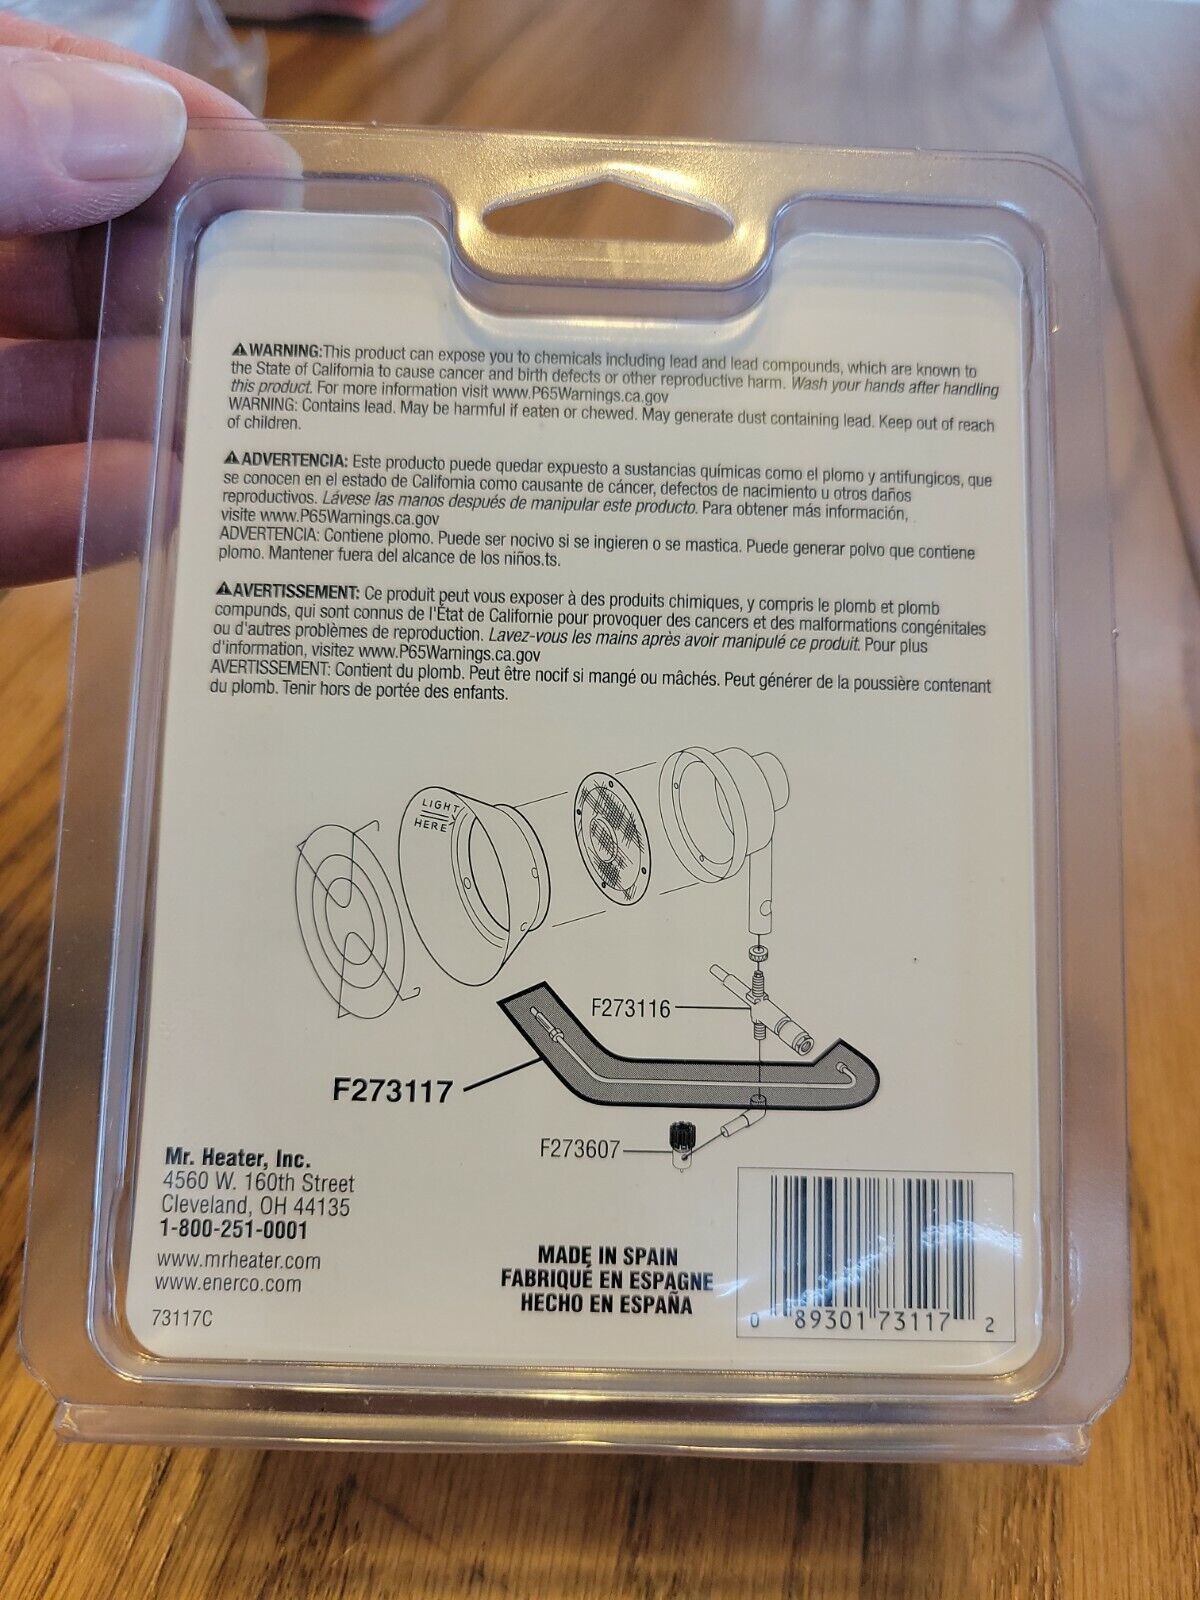 ⚠WARNING:This product can expose you to chemicals including lead and lead compounds, which are known to
the State of California to cause cancer and birth defects or other reproductive harm. Wash your hands after handling
this product. For more information visit www.P65Warnings.ca.gov
WARNING: Contains lead. May be harmful if eaten or chewed. May generate dust containing lead. Keep out of reach
of children.
⚠ADVERTENCIA: Este producto puede quedar expuesto a sustancias químicas como el plomo y antifungicos, que
se conocen en el estado de California como causante de cáncer, defectos de nacimiento u otros daños
reproductivos. Lávese las manos después de manipular este producto. Para obtener más información,
visite www.P65Warnings.ca.gov
ADVERTENCIA: Contiene plomo. Puede ser nocivo si se ingieren o se mastica. Puede generar polvo que contiene
plomo. Mantener fuera del alcance de los niños.ts.
⚠AVERTISSEMENT: Ce produit peut vous exposer à des produits chimiques, y compris le plomb et plomb
compunds, qui sont connus de l'État de Californie pour provoquer des cancers et des malformations congénitales
ou d'autres problèmes de reproduction. Lavez-vous les mains après avoir manipulé ce produit. Pour plus
d'information, visitez www.P65Warnings.ca.gov
AVERTISSEMENT: Contient du plomb. Peut être nocif si mangé ou mâchés. Peut générer de la poussière contenant
du plomb. Tenir hors de portée des enfants.
LIGHT
HERE
F273116
F273117
F273607
Mr. Heater, Inc.
4560 W. 160th Street
Cleveland, OH 44135
1-800-251-0001
www.mrheater.com
www.enerco.com
73117C
MADE IN SPAIN
FABRIQUÉ EN ESPAGNE
HECHO EN ESPAÑA
0 89301 73117 2